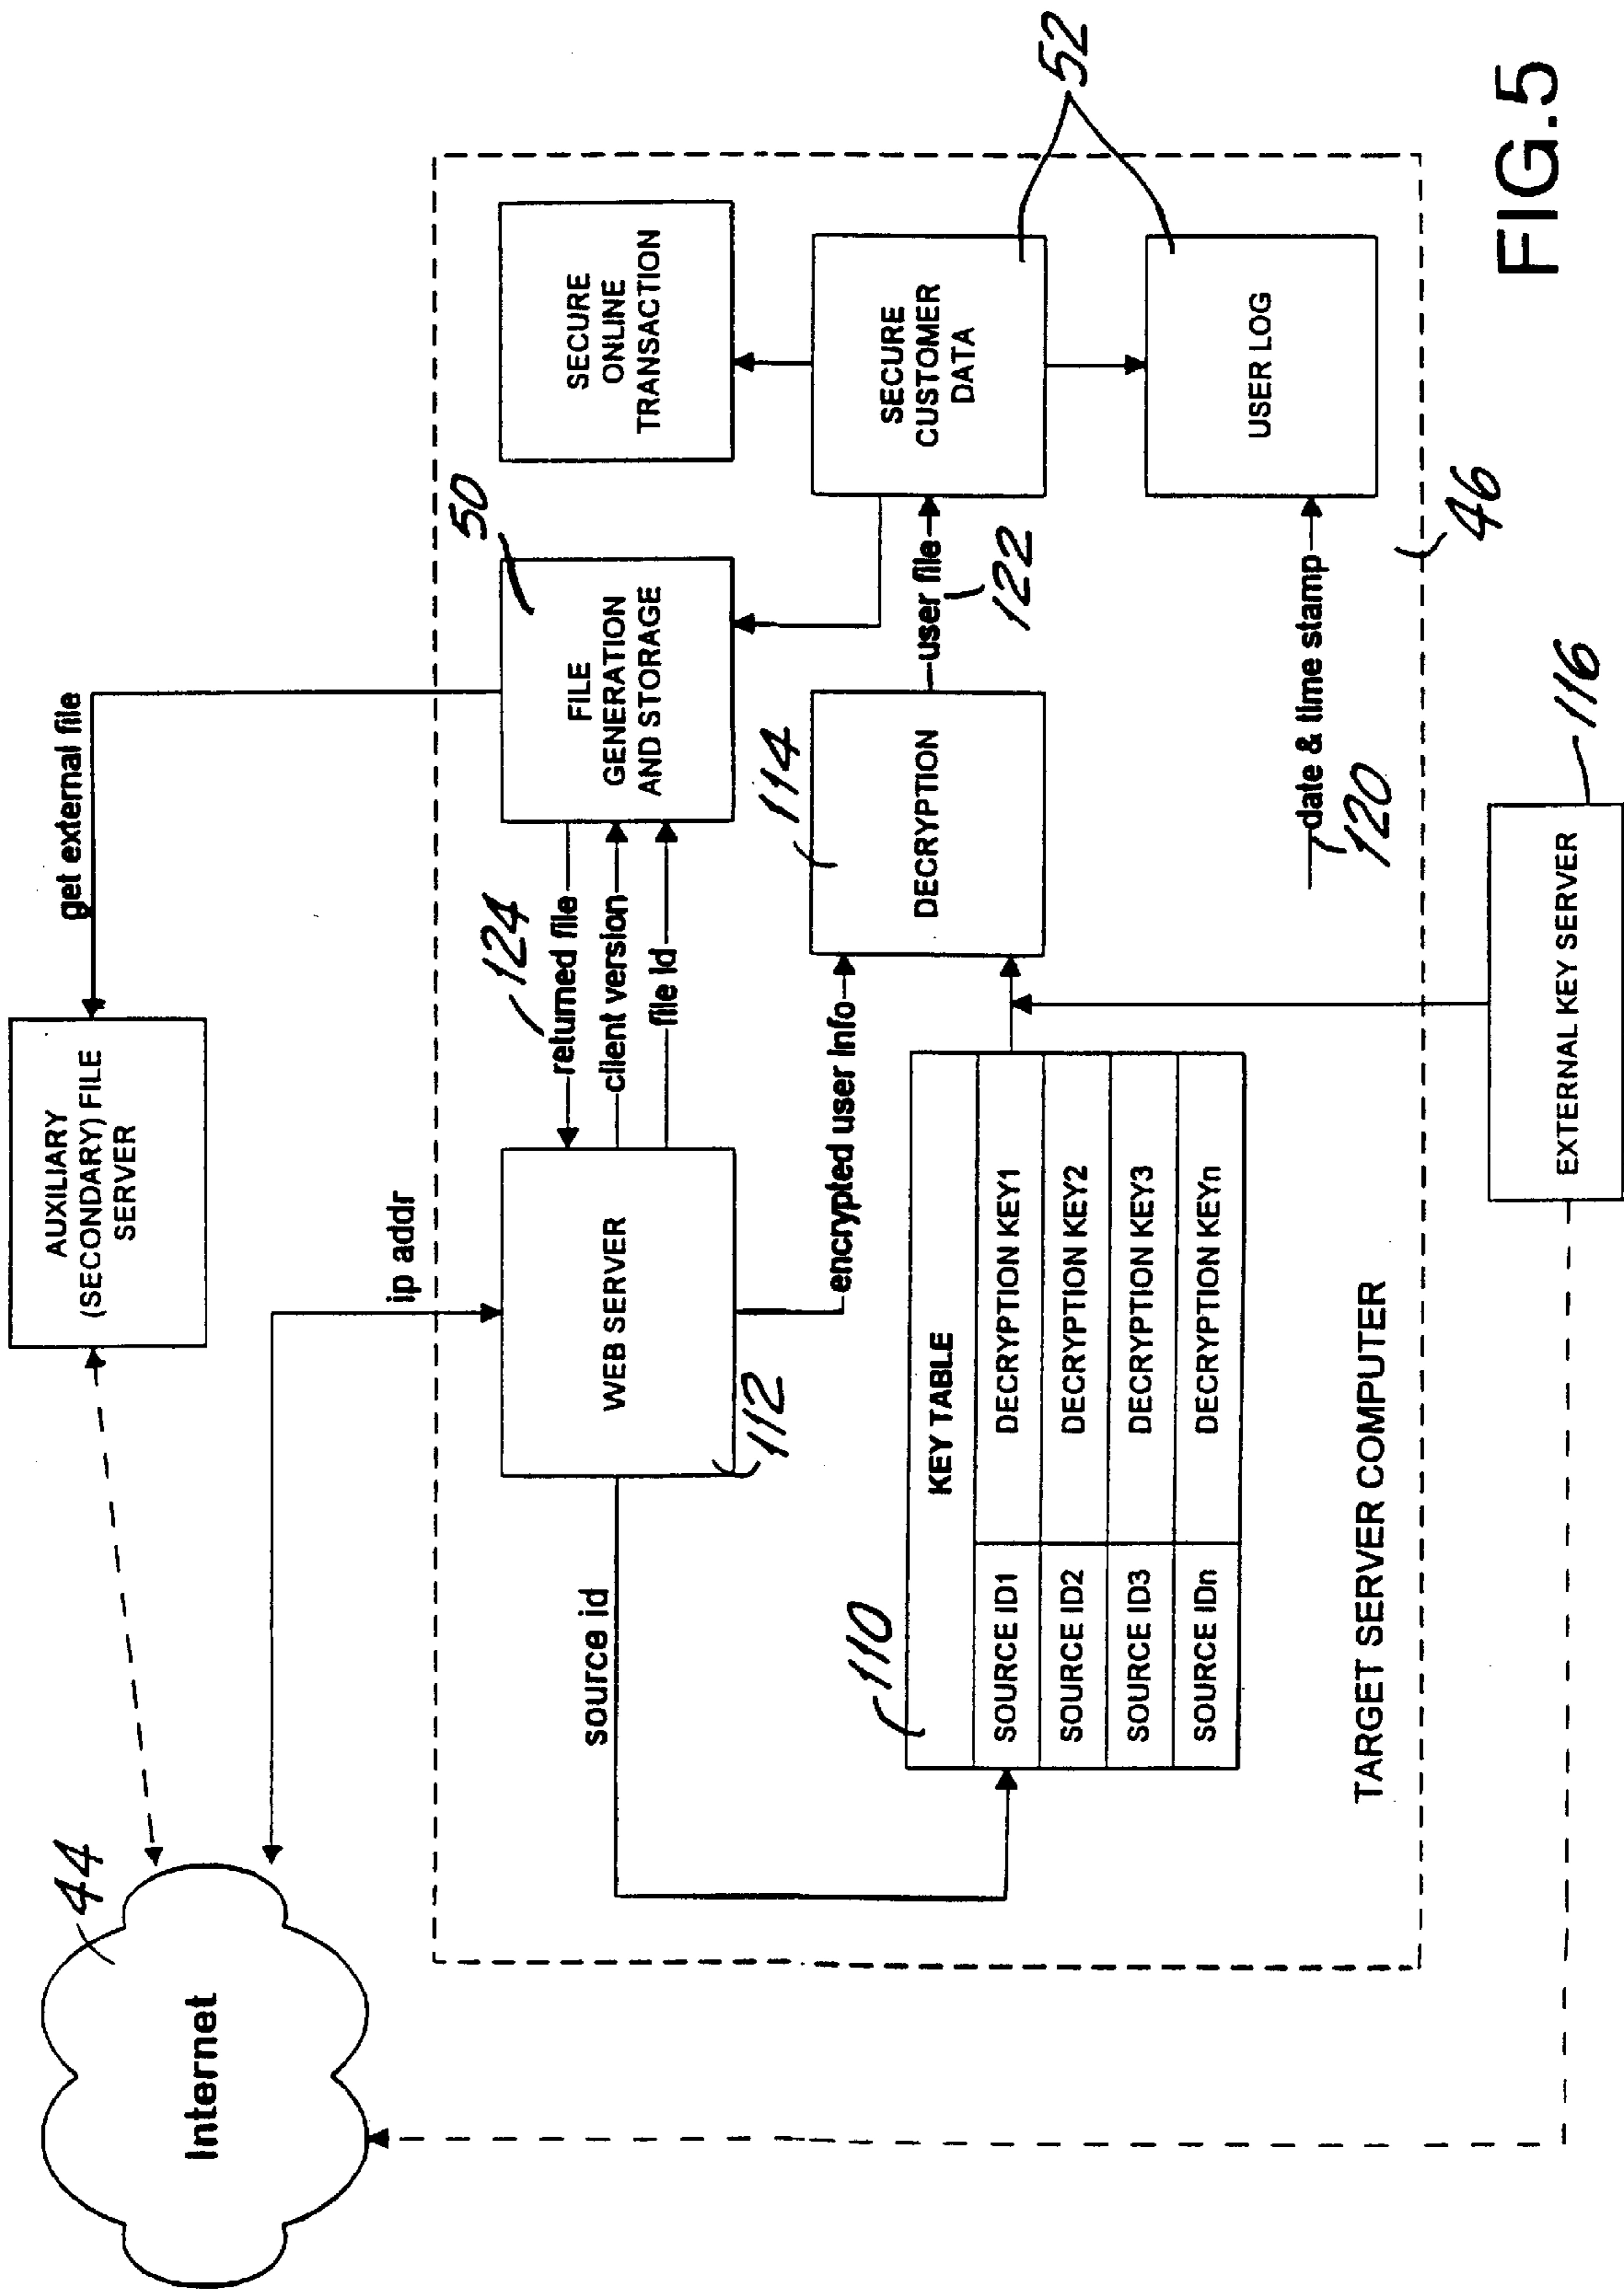 44
Internet
AUXILIARY
(SECONDARY) FILE
SERVER
get external file
ip addr
50
source id
WEB SERVER
112
124
returned file
client version
file id
FILE
GENERATION
AND STORAGE
SECURE
ONLINE
TRANSACTION
encrypted user info
114
DECRYPTION
user file
122
SECURE
CUSTOMER
DATA
52
110
KEY TABLE
SOURCE ID1 DECRYPTION KEY1
SOURCE ID2 DECRYPTION KEY2
SOURCE ID3 DECRYPTION KEY3
SOURCE IDn DECRYPTION KEYn
date & time stamp
120
USER LOG
TARGET SERVER COMPUTER
46
EXTERNAL KEY SERVER
116
FIG.5